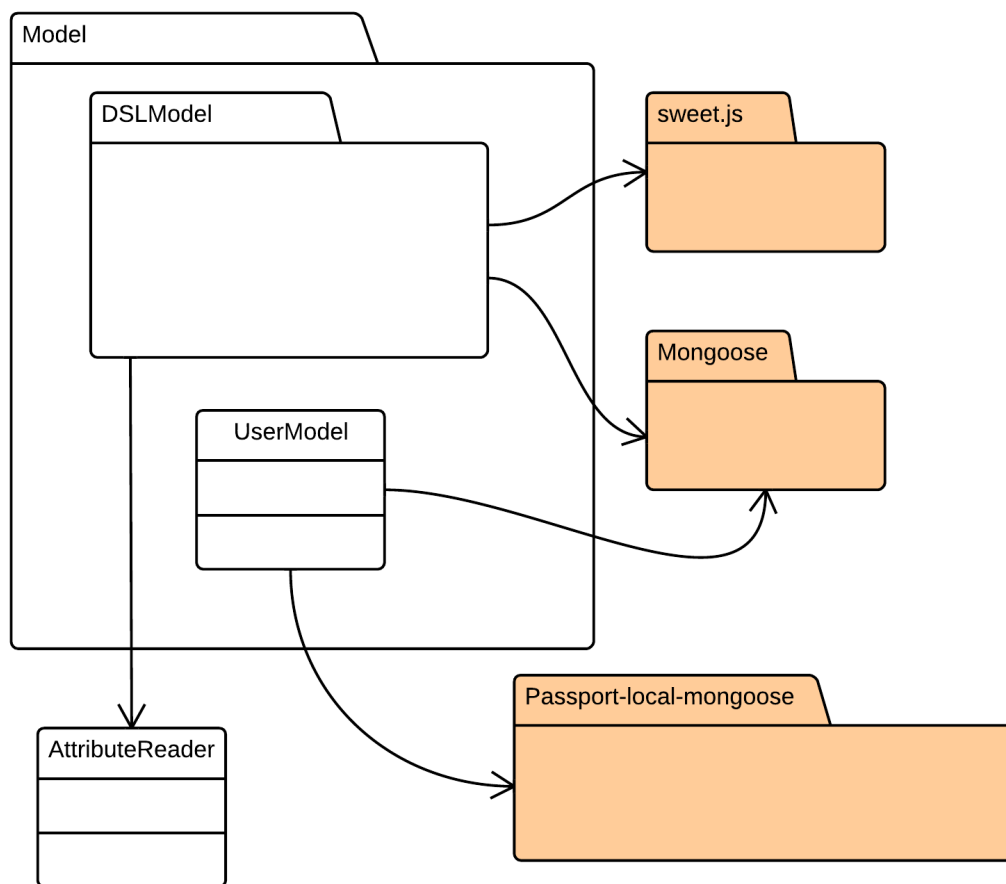 Model
DSLModel
sweet.js
Mongoose
UserModel
Passport-local-mongoose
AttributeReader